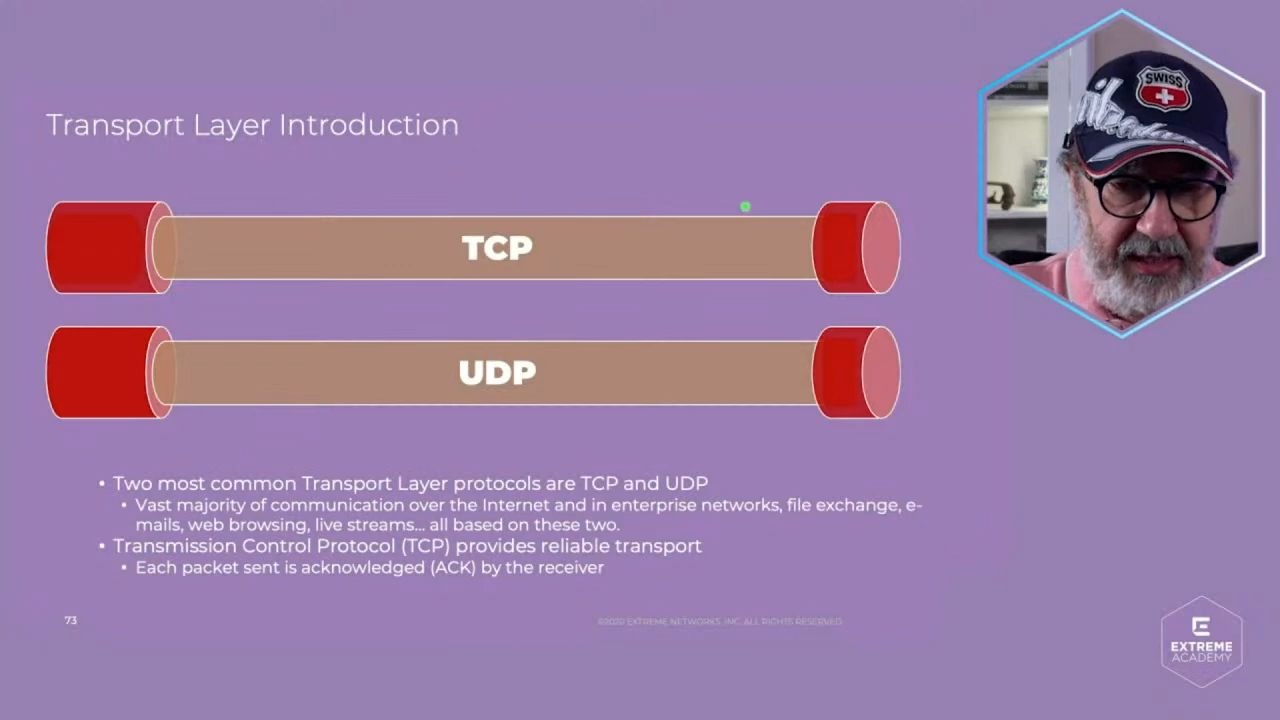 Transport Layer Introduction
SWISS
TCP
UDP
• Two most common Transport Layer protocols are TCP and UDP
• Vast majority of communication over the Internet and in enterprise networks, file exchange, e-
mails, web browsing, live streams... all based on these two.
• Transmission Control Protocol (TCP) provides reliable transport
• Each packet sent is acknowledged (ACK) by the receiver
73
©2020 EXTREME NETWORKS, INC. ALL RIGHTS RESERVED.
EXTREME
ACADEMY